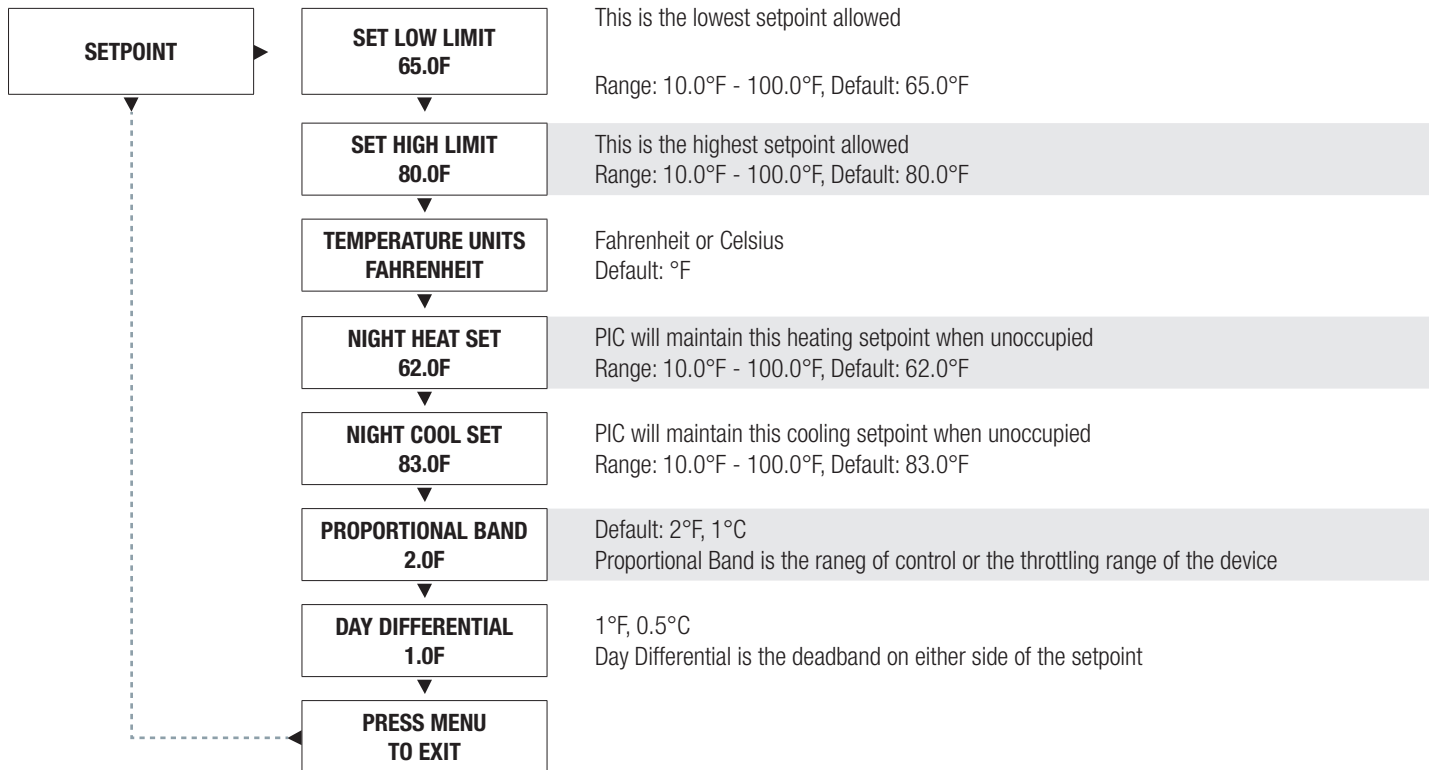 SETPOINT
SET LOW LIMIT
65.0F
This is the lowest setpoint allowed
Range: 10.0°F - 100.0°F, Default: 65.0°F
SET HIGH LIMIT
80.0F
This is the highest setpoint allowed
Range: 10.0°F - 100.0°F, Default: 80.0°F
TEMPERATURE UNITS
FAHRENHEIT
Fahrenheit or Celsius
Default: °F
NIGHT HEAT SET
62.0F
PIC will maintain this heating setpoint when unoccupied
Range: 10.0°F - 100.0°F, Default: 62.0°F
NIGHT COOL SET
83.0F
PIC will maintain this cooling setpoint when unoccupied
Range: 10.0°F - 100.0°F, Default: 83.0°F
PROPORTIONAL BAND
2.0F
Default: 2°F, 1°C
Proportional Band is the raneg of control or the throttling range of the device
DAY DIFFERENTIAL
1.0F
1°F, 0.5°C
Day Differential is the deadband on either side of the setpoint
PRESS MENU
TO EXIT